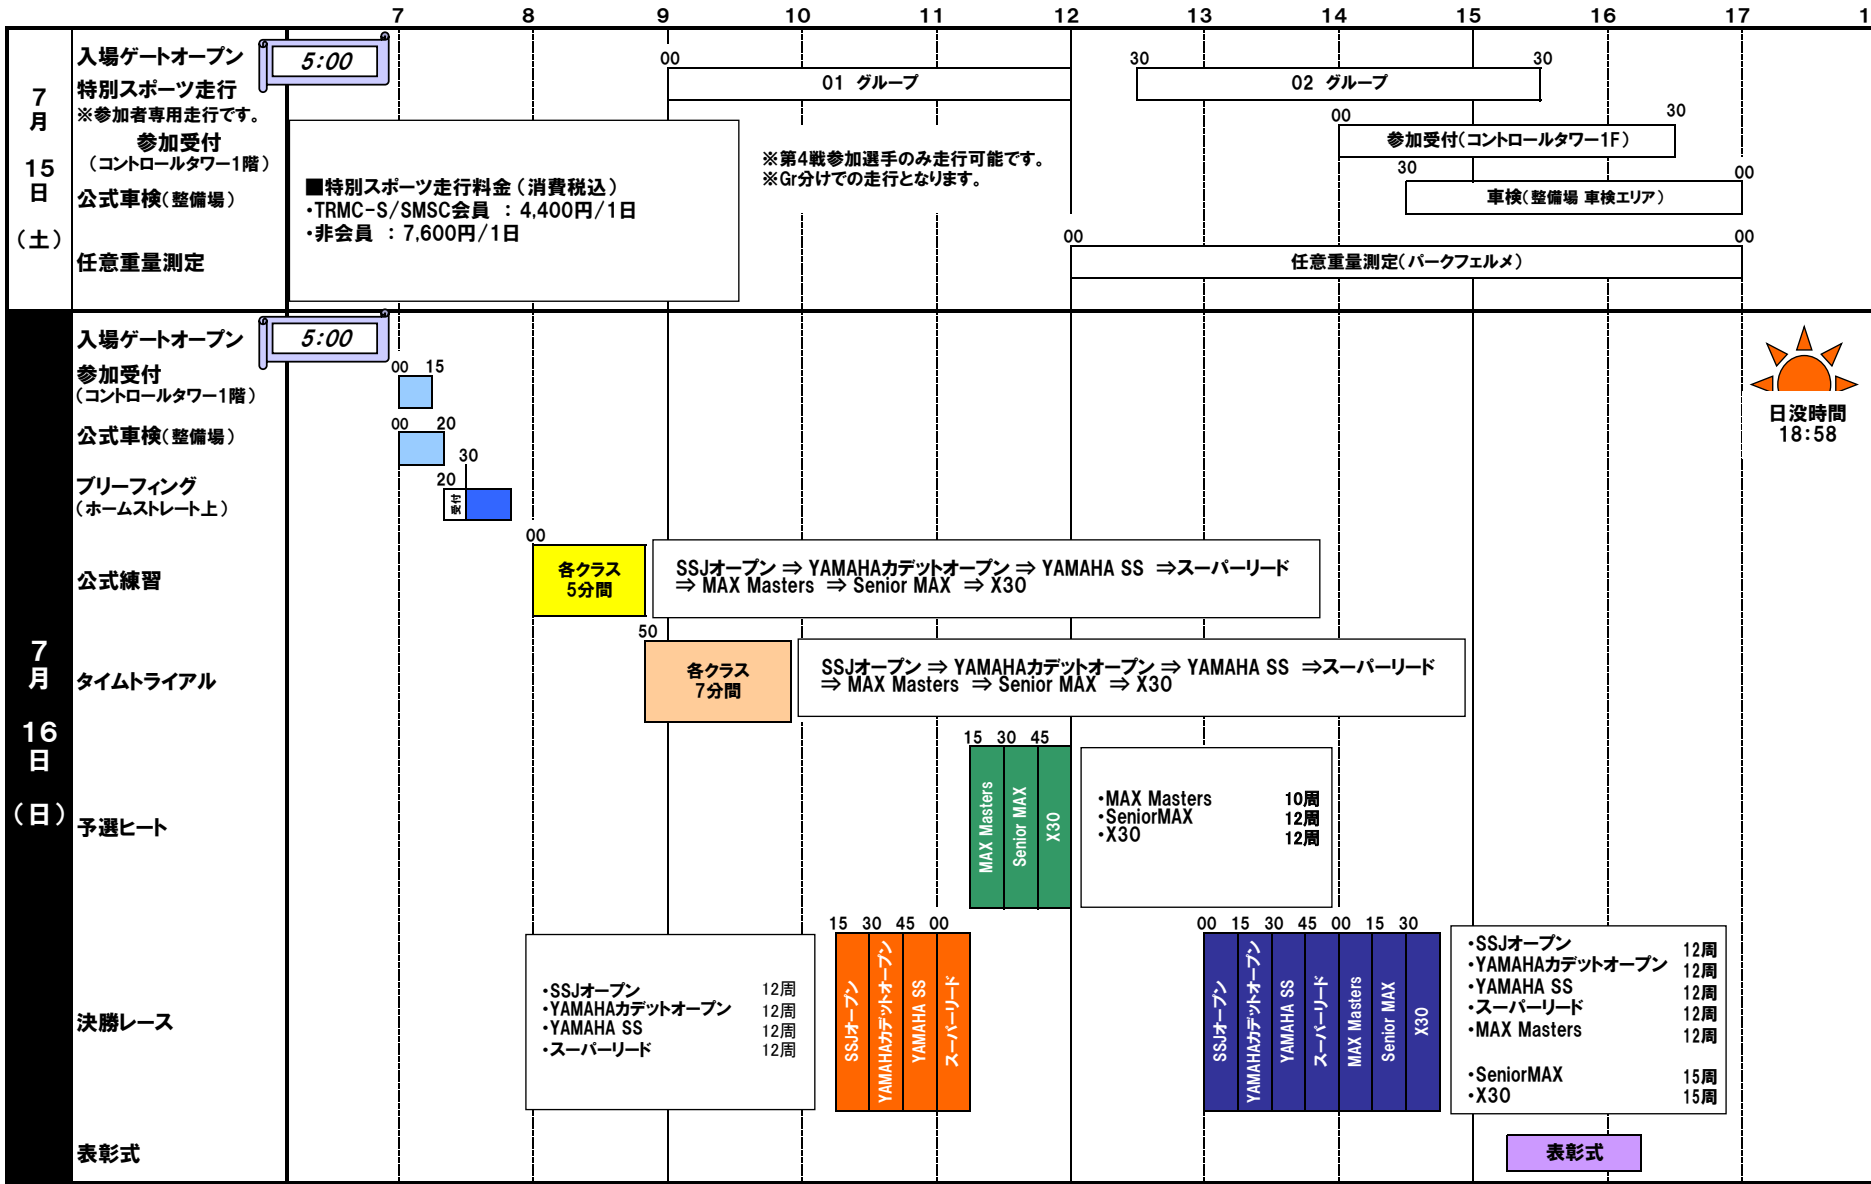 7 8 9 10 11 12 13 14 15 16 17 1
7
月
15
日
（土）
入場ゲートオープン
5:00
特別スポーツ走行
※参加者専用走行です。
00
01 グループ
30 30
02 グループ
参加受付
（コントロールタワー1階）
00 30
参加受付（コントロールタワー1F）
※第4戦参加選手のみ走行可能です。
※Gr分けでの走行となります。
公式車検（整備場）
30 00
車検（整備場 車検エリア）
■特別スポーツ走行料金（消費税込）
・TRMC-S/SMSC会員 ： 4,400円/1日
・非会員 ： 7,600円/1日
任意重量測定
00 00
任意重量測定（パークフェルメ）
7
月
16
日
（日）
入場ゲートオープン
5:00
参加受付
（コントロールタワー1階）
00 15
日没時間
18:58
公式車検（整備場）
00 20
ブリーフィング
（ホームストレート上）
20 30
受付
公式練習
00
各クラス
5分間
SSJオープン ⇒ YAMAHAカデットオープン ⇒ YAMAHA SS ⇒スーパーリード
⇒ MAX Masters ⇒ Senior MAX ⇒ X30
タイムトライアル
50
各クラス
7分間
SSJオープン ⇒ YAMAHAカデットオープン ⇒ YAMAHA SS ⇒スーパーリード
⇒ MAX Masters ⇒ Senior MAX ⇒ X30
予選ヒート
15 30 45
MAX Masters
Senior MAX
X30
・MAX Masters 10周
・SeniorMAX 12周
・X30 12周
決勝レース
・SSJオープン 12周
・YAMAHAカデットオープン 12周
・YAMAHA SS 12周
・スーパーリード 12周
15 30 45 00
SSJオープン
YAMAHAカデットオープン
YAMAHA SS
スーパーリード
00 15 30 45 00 15 30
SSJオープン
YAMAHAカデットオープン
YAMAHA SS
スーパーリード
MAX Masters
Senior MAX
X30
・SSJオープン 12周
・YAMAHAカデットオープン 12周
・YAMAHA SS 12周
・スーパーリード 12周
・MAX Masters 12周
・SeniorMAX 15周
・X30 15周
表彰式
表彰式